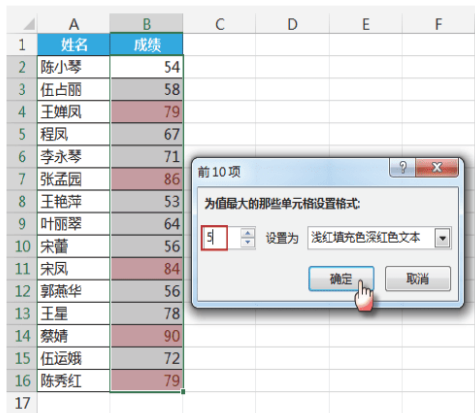 A B C D E F
1 姓名 成绩
2 陈小琴 54
3 伍占丽 58
4 王婵凤 79
5 程凤 67
6 李永琴 71
7 张孟园 86
8 王艳萍 53
9 叶丽翠 64
10 宋蕾 56
11 宋凤 84
12 郭燕华 56
13 王星 78
14 蔡婧 90
15 伍运娥 72
16 陈秀红 79
17
前 10 项
为值最大的那些单元格设置格式:
5 设置为 浅红填充色深红色文本
确定 取消